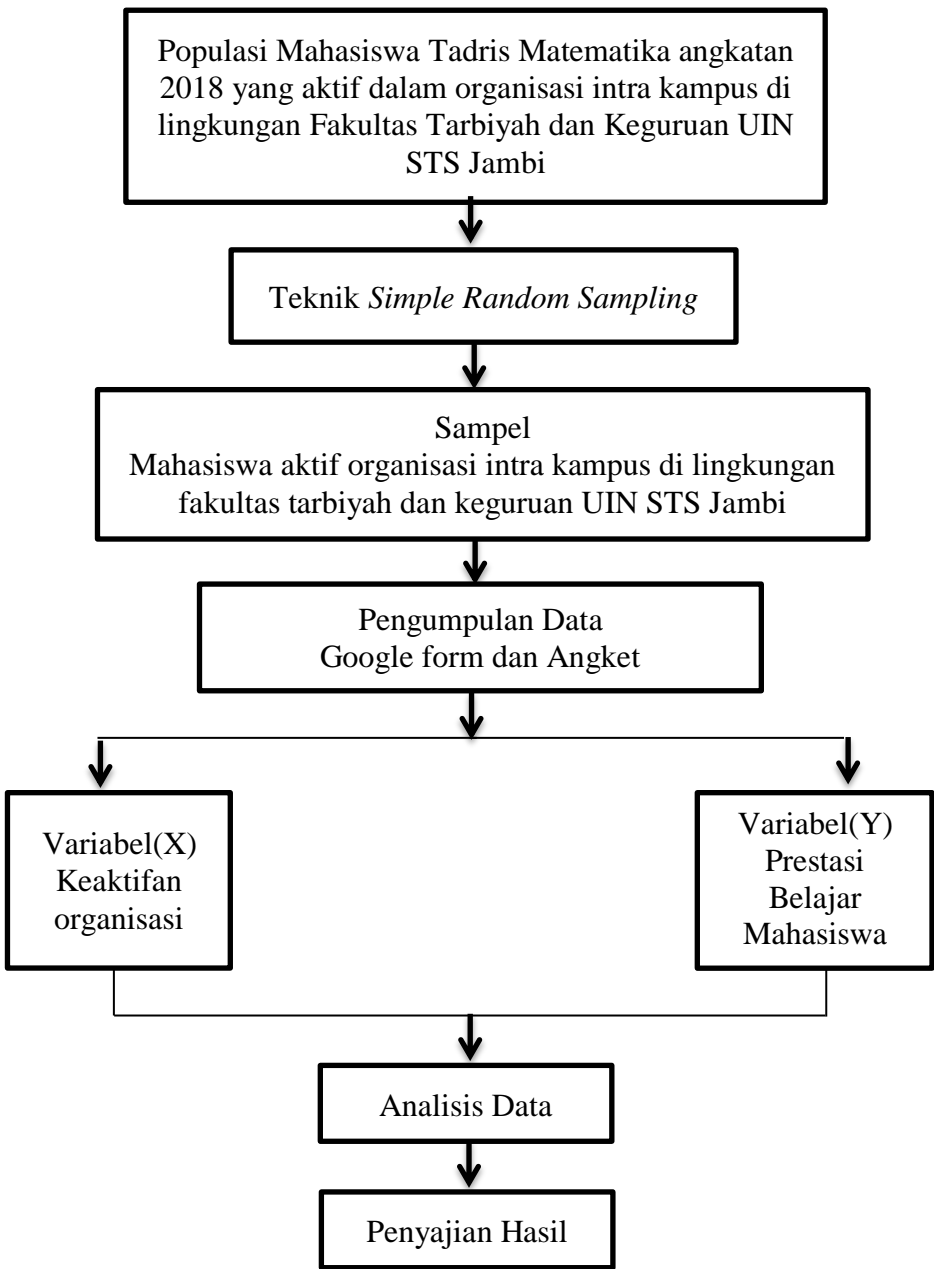 Populasi Mahasiswa Tadris Matematika angkatan
2018 yang aktif dalam organisasi intra kampus di
lingkungan Fakultas Tarbiyah dan Keguruan UIN
STS Jambi
Teknik Simple Random Sampling
Sampel
Mahasiswa aktif organisasi intra kampus di lingkungan
fakultas tarbiyah dan keguruan UIN STS Jambi
Pengumpulan Data
Google form dan Angket
Variabel(X)
Keaktifan
organisasi
Variabel(Y)
Prestasi
Belajar
Mahasiswa
Analisis Data
Penyajian Hasil